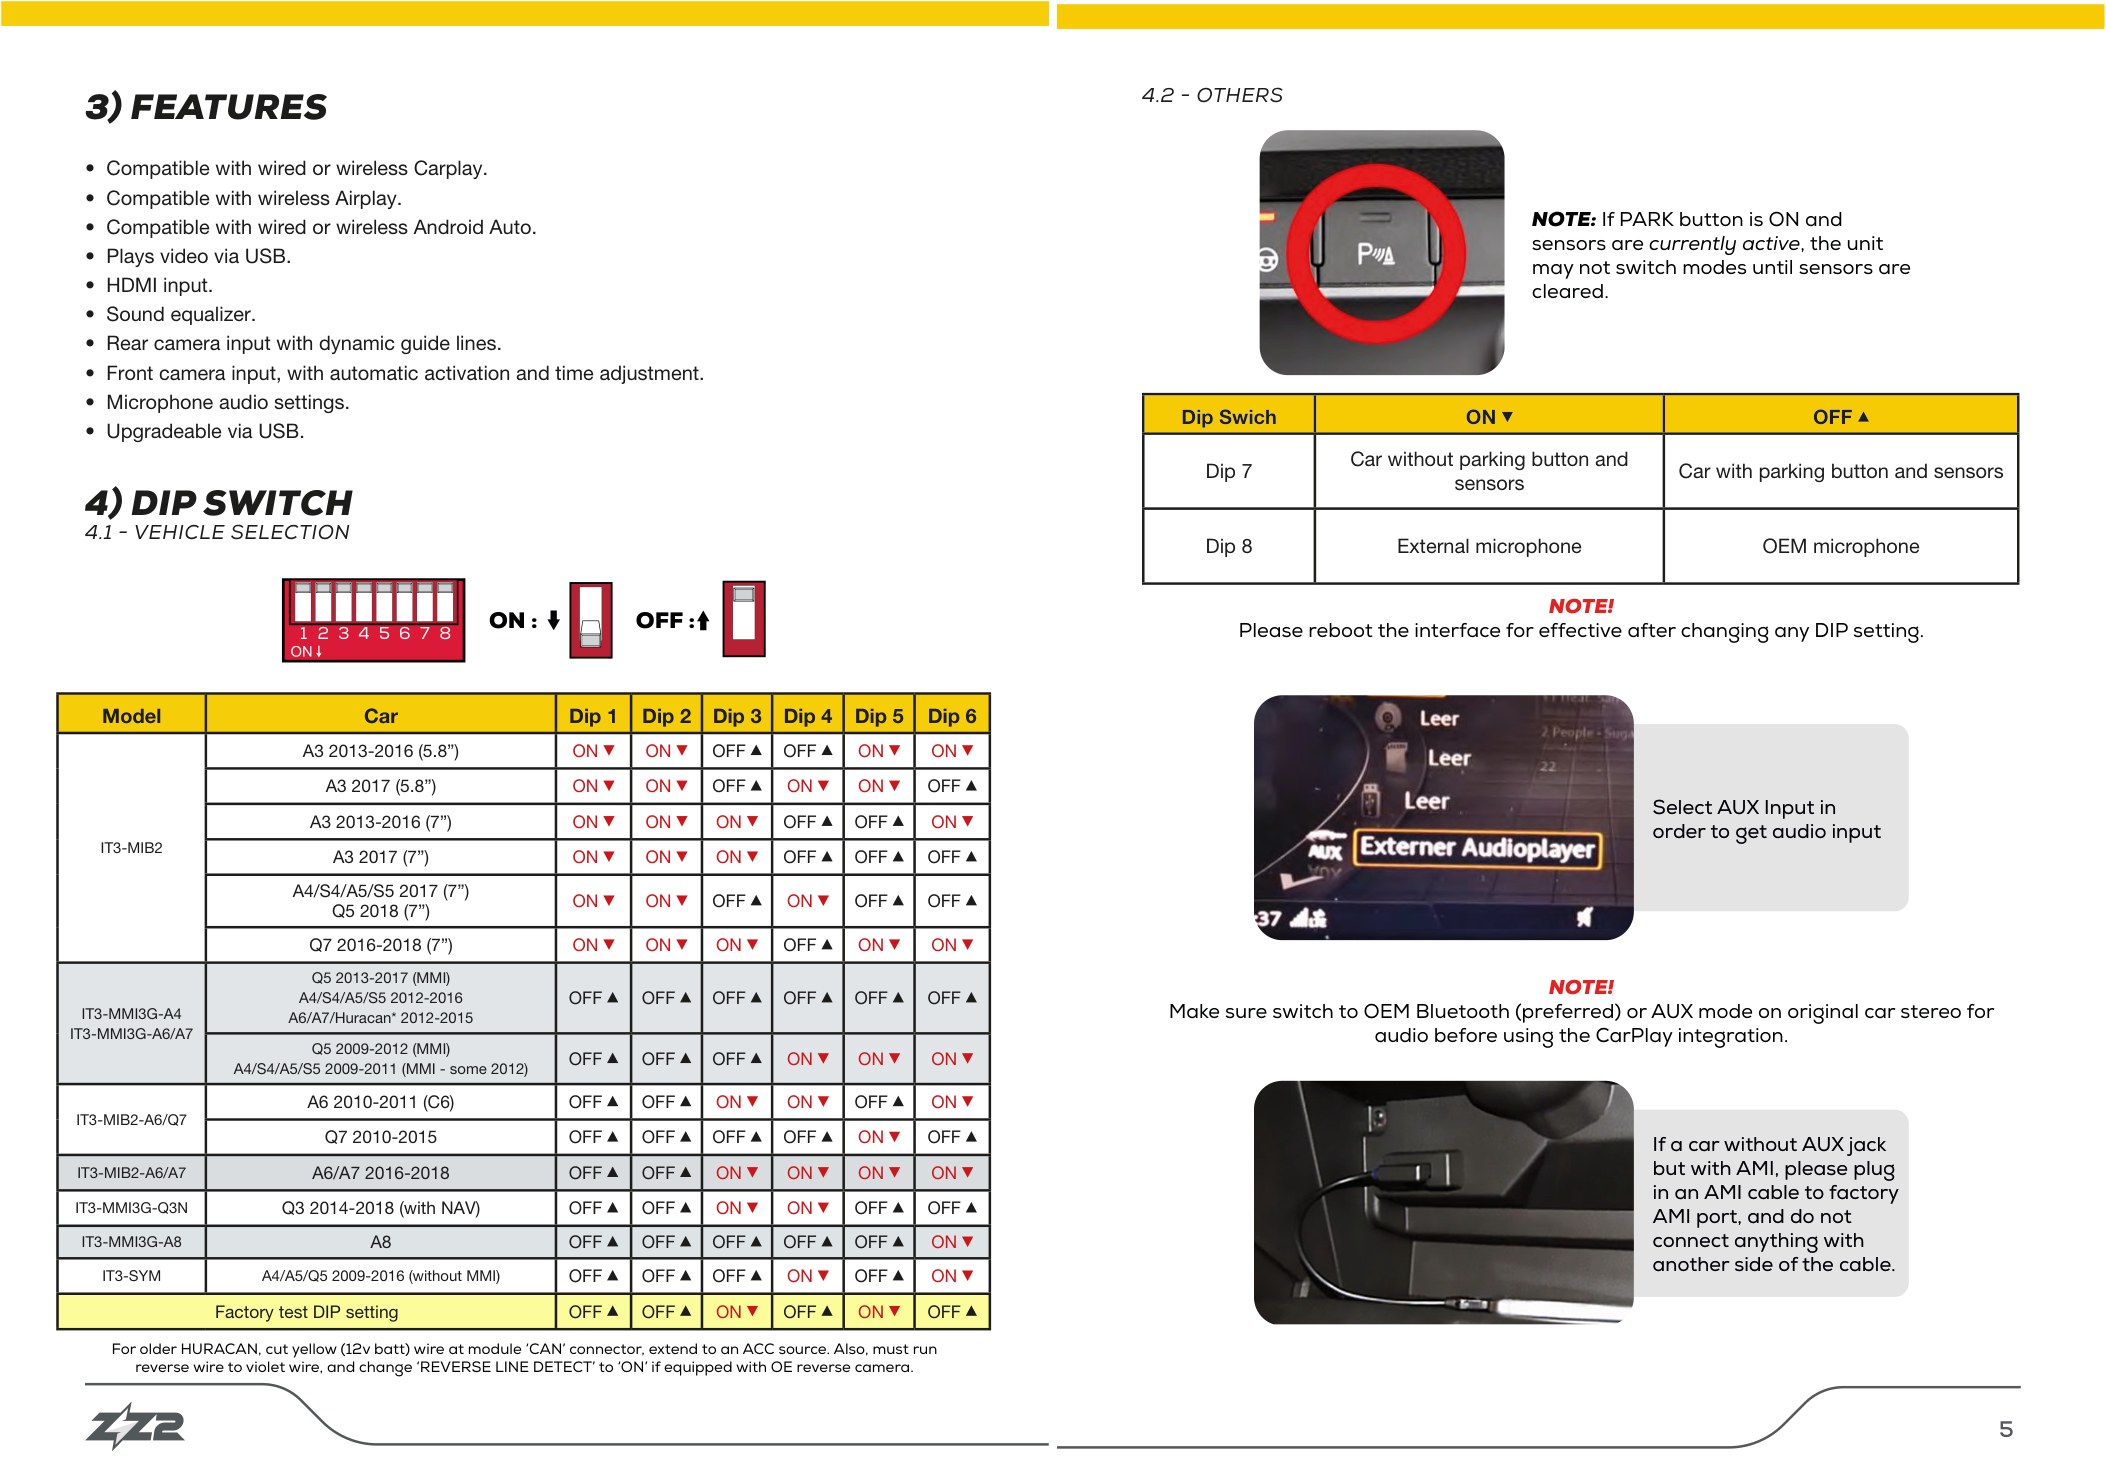 3) FEATURES
• Compatible with wired or wireless Carplay.
• Compatible with wireless Airplay.
• Compatible with wired or wireless Android Auto.
• Plays video via USB.
• HDMI input.
• Sound equalizer.
• Rear camera input with dynamic guide lines.
• Front camera input, with automatic activation and time adjustment.
• Microphone audio settings.
• Upgradeable via USB.
4) DIP SWITCH
4.1 - VEHICLE SELECTION
1 2 3 4 5 6 7 8
ON ↓
ON : ⬇ OFF : ⬆
Model Car Dip 1 Dip 2 Dip 3 Dip 4 Dip 5 Dip 6
IT3-MIB2
A3 2013-2016 (5.8”) ON ▼ ON ▼ OFF ▲ OFF ▲ ON ▼ ON ▼
A3 2017 (5.8”) ON ▼ ON ▼ OFF ▲ ON ▼ ON ▼ OFF ▲
A3 2013-2016 (7”) ON ▼ ON ▼ ON ▼ OFF ▲ OFF ▲ ON ▼
A3 2017 (7”) ON ▼ ON ▼ ON ▼ OFF ▲ OFF ▲ OFF ▲
A4/S4/A5/S5 2017 (7”)
Q5 2018 (7”) ON ▼ ON ▼ OFF ▲ ON ▼ OFF ▲ OFF ▲
Q7 2016-2018 (7”) ON ▼ ON ▼ ON ▼ OFF ▲ ON ▼ ON ▼
IT3-MMI3G-A4
IT3-MMI3G-A6/A7
Q5 2013-2017 (MMI)
A4/S4/A5/S5 2012-2016
A6/A7/Huracan* 2012-2015
OFF ▲ OFF ▲ OFF ▲ OFF ▲ OFF ▲ OFF ▲
Q5 2009-2012 (MMI)
A4/S4/A5/S5 2009-2011 (MMI - some 2012)
OFF ▲ OFF ▲ OFF ▲ ON ▼ ON ▼ ON ▼
IT3-MIB2-A6/Q7
A6 2010-2011 (C6) OFF ▲ OFF ▲ ON ▼ ON ▼ OFF ▲ ON ▼
Q7 2010-2015 OFF ▲ OFF ▲ OFF ▲ OFF ▲ ON ▼ OFF ▲
IT3-MIB2-A6/A7 A6/A7 2016-2018 OFF ▲ OFF ▲ ON ▼ ON ▼ ON ▼ ON ▼
IT3-MMI3G-Q3N Q3 2014-2018 (with NAV) OFF ▲ OFF ▲ ON ▼ ON ▼ OFF ▲ OFF ▲
IT3-MMI3G-A8 A8 OFF ▲ OFF ▲ OFF ▲ OFF ▲ OFF ▲ ON ▼
IT3-SYM A4/A5/Q5 2009-2016 (without MMI) OFF ▲ OFF ▲ OFF ▲ ON ▼ OFF ▲ ON ▼
Factory test DIP setting OFF ▲ OFF ▲ ON ▼ OFF ▲ ON ▼ OFF ▲
For older HURACAN, cut yellow (12v batt) wire at module ‘CAN’ connector, extend to an ACC source. Also, must run
reverse wire to violet wire, and change ‘REVERSE LINE DETECT’ to ‘ON’ if equipped with OE reverse camera.
ZZ2
4.2 - OTHERS
P
NOTE: If PARK button is ON and
sensors are currently active, the unit
may not switch modes until sensors are
cleared.
Dip Swich ON ▼ OFF ▲
Dip 7 Car without parking button and
sensors Car with parking button and sensors
Dip 8 External microphone OEM microphone
NOTE!
Please reboot the interface for effective after changing any DIP setting.
Leer
2 People - Suga
Leer
22
Leer
AUX Externer Audioplayer
:37
Select AUX Input in
order to get audio input
NOTE!
Make sure switch to OEM Bluetooth (preferred) or AUX mode on original car stereo for
audio before using the CarPlay integration.
If a car without AUX jack
but with AMI, please plug
in an AMI cable to factory
AMI port, and do not
connect anything with
another side of the cable.
5